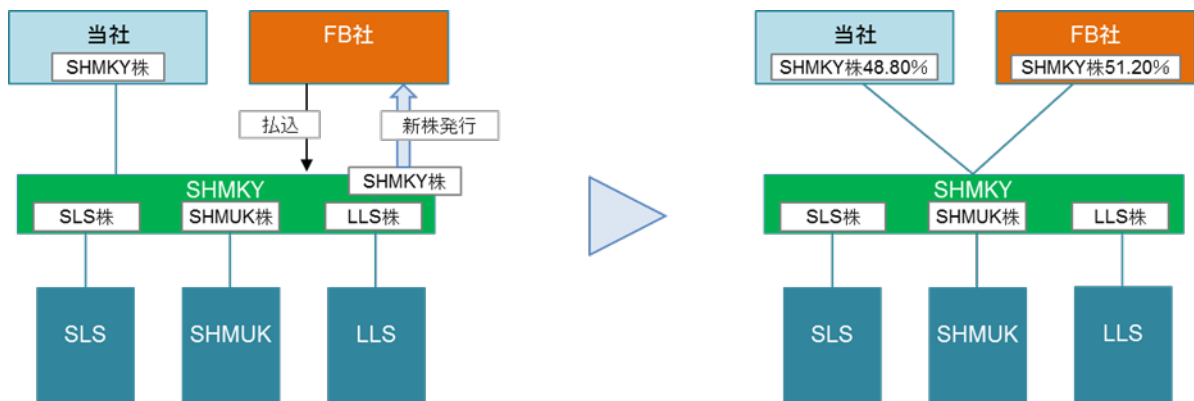 当社
SHMKY株
FB社
払込
新株発行
SHMKY株
SHMKY
SLS株
SHMUK株
LLS株
SLS
SHMUK
LLS
当社
SHMKY株48.80%
FB社
SHMKY株51.20%
SHMKY
SLS株
SHMUK株
LLS株
SLS
SHMUK
LLS